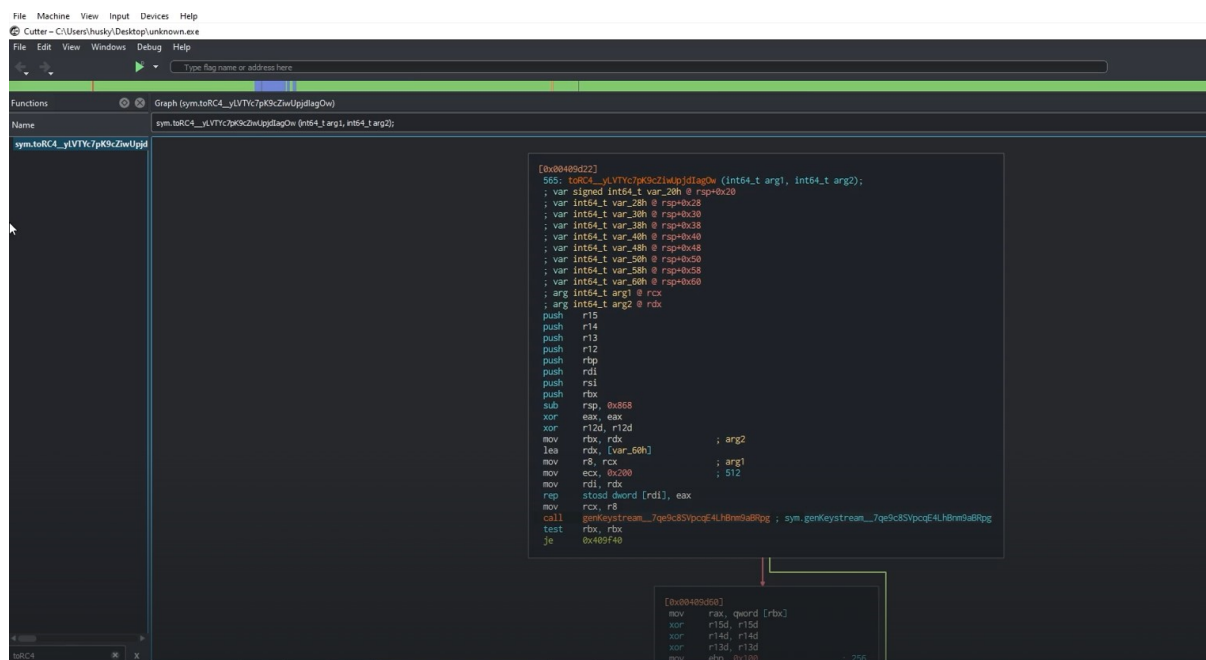 File Machine View Input Devices Help
Cutter – C:\Users\husky\Desktop\unknown.exe
File Edit View Windows Debug Help
Type flag name or address here
Functions
Graph (sym.toRC4__yLVTYc7pK9cZiwUpjdIagOw)
Name
sym.toRC4__yLVTYc7pK9cZiwUpjdIagOw (int64_t arg1, int64_t arg2);
sym.toRC4__yLVTYc7pK9cZiwUpjd
[0x00409d22]
565: toRC4__yLVTYc7pK9cZiwUpjdIagOw (int64_t arg1, int64_t arg2);
; var signed int64_t var_20h @ rsp+0x20
; var int64_t var_28h @ rsp+0x28
; var int64_t var_30h @ rsp+0x30
; var int64_t var_38h @ rsp+0x38
; var int64_t var_40h @ rsp+0x40
; var int64_t var_48h @ rsp+0x48
; var int64_t var_50h @ rsp+0x50
; var int64_t var_58h @ rsp+0x58
; var int64_t var_60h @ rsp+0x60
; arg int64_t arg1 @ rcx
; arg int64_t arg2 @ rdx
push r15
push r14
push r13
push r12
push rbp
push rdi
push rsi
push rbx
sub rsp, 0x868
xor eax, eax
xor r12d, r12d
mov rbx, rdx ; arg2
lea rdx, [var_60h]
mov r8, rcx ; arg1
mov ecx, 0x200 ; 512
mov rdi, rdx
rep stosd dword [rdi], eax
mov rcx, r8
call genKeystream__7qe9c8SVpcqE4LhBnm9aBRpg ; sym.genKeystream__7qe9c8SVpcqE4LhBnm9aBRpg
test rbx, rbx
je 0x409f40
[0x00409d60]
mov rax, qword [rbx]
xor r15d, r15d
xor r14d, r14d
xor r13d, r13d
mov ebp, 0x100 ; 256
toRC4 X